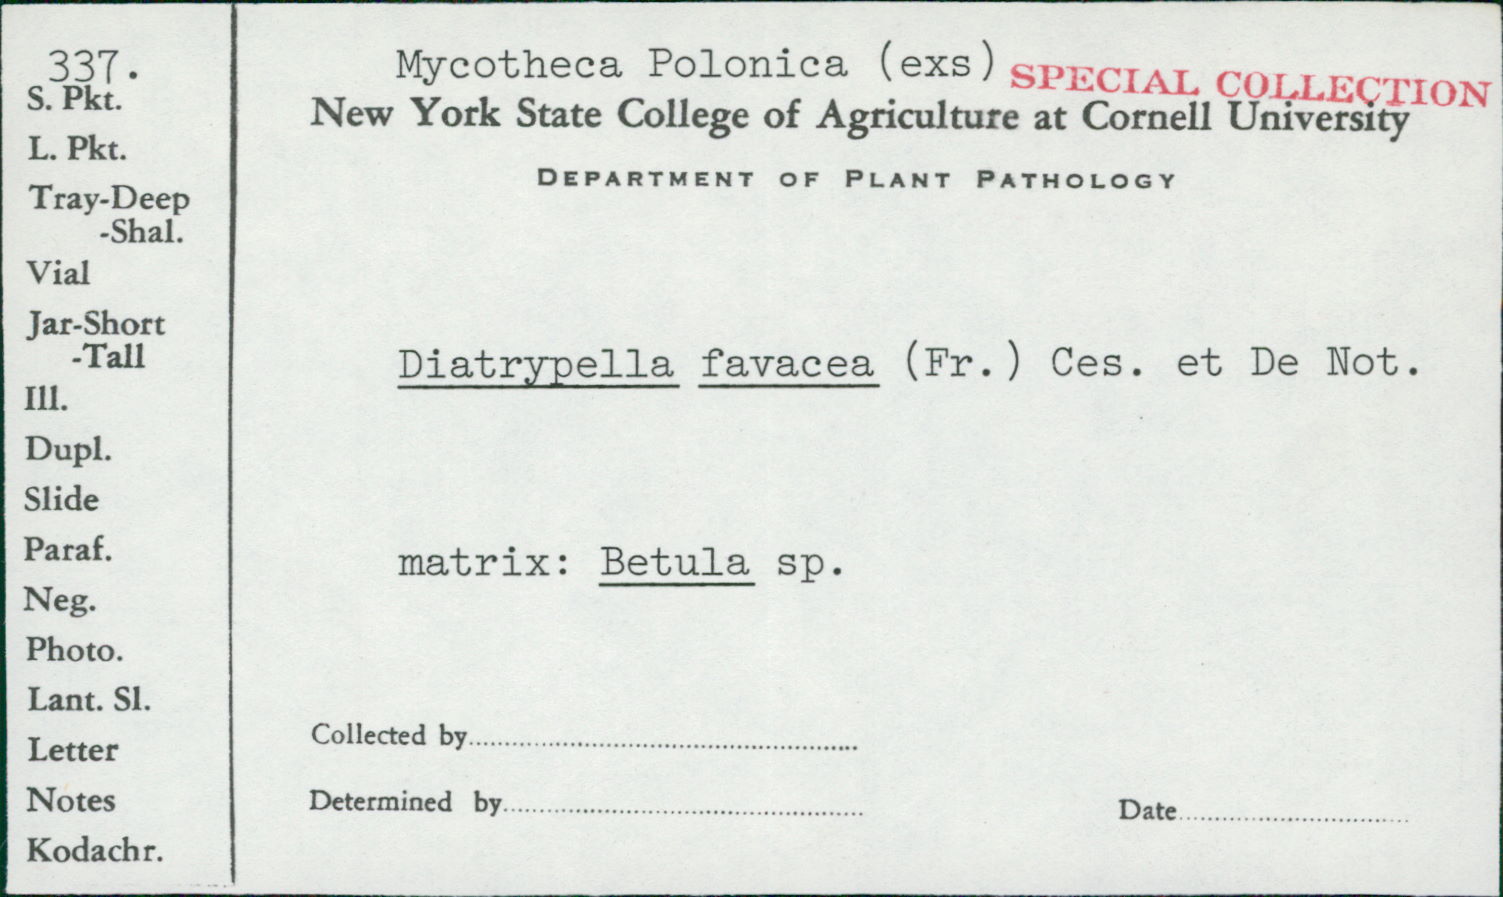 337.
S. Pkt.
L. Pkt.
Tray-Deep
-Shal.
Vial
Jar-Short
-Tall
Ill.
Dupl.
Slide
Paraf.
Neg.
Photo.
Lant. Sl.
Letter
Notes
Kodachr.
Mycotheca Polonica (exs)
SPECIAL COLLECTION
New York State College of Agriculture at Cornell University
DEPARTMENT OF PLANT PATHOLOGY
Diatrypella favacea (Fr.) Ces. et De Not.
matrix: Betula sp.
Collected by
Determined by
Date